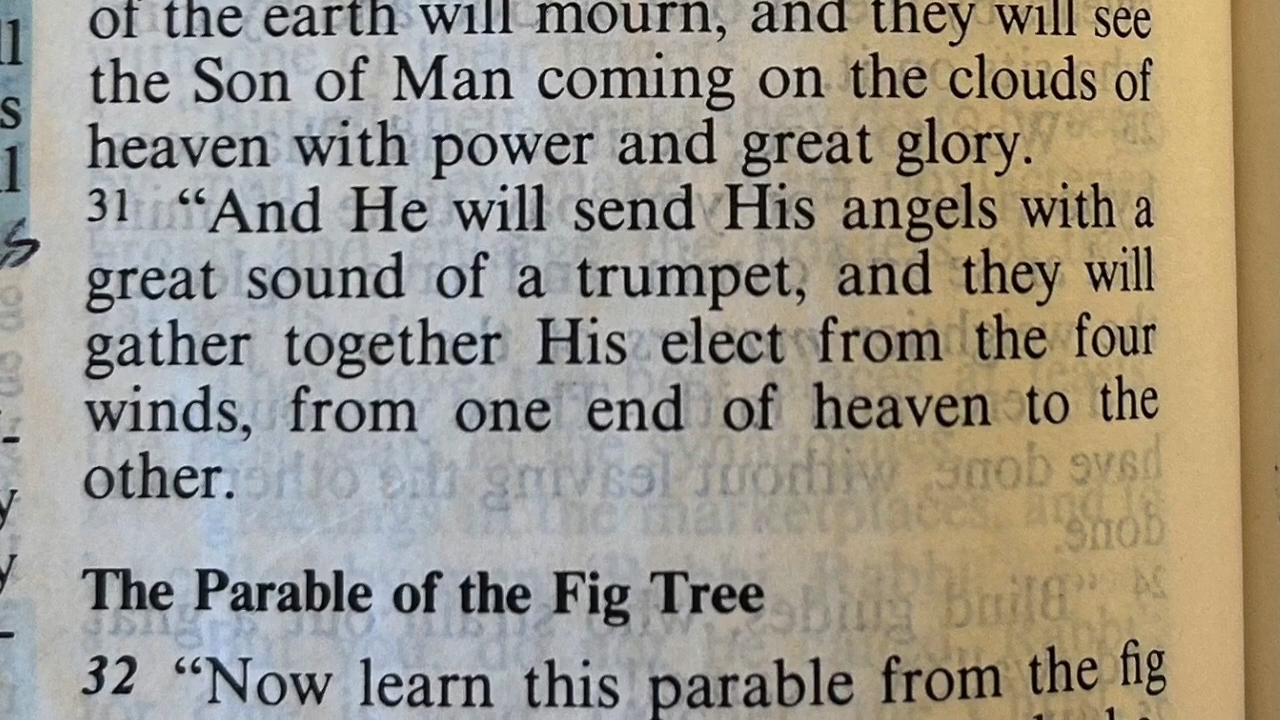 of the earth will mourn, and they will see
the Son of Man coming on the clouds of
heaven with power and great glory.
31 “And He will send His angels with a
great sound of a trumpet, and they will
gather together His elect from the four
winds, from one end of heaven to the
other.
The Parable of the Fig Tree
32 “Now learn this parable from the fig